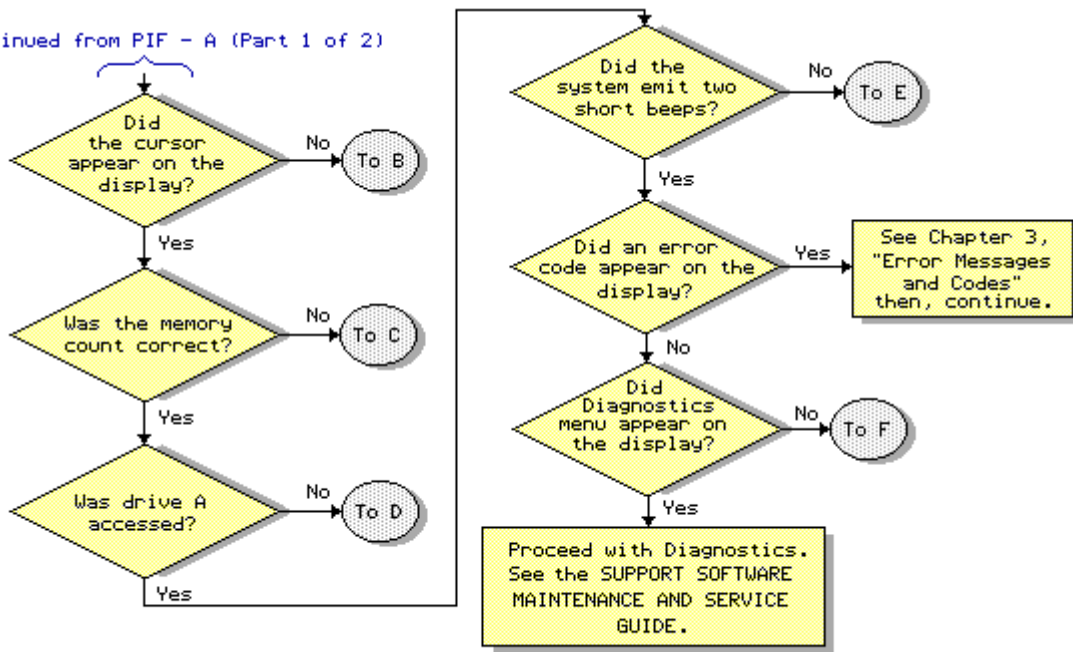 inued from PIF - A (Part 1 of 2)
Did
the cursor
appear on the
display?
No
To B
Yes
Was the memory
count correct?
No
To C
Yes
Was drive A
accessed?
No
To D
Yes
Did the
system emit two
short beeps?
No
To E
Yes
Did an error
code appear on the
display?
Yes
See Chapter 3,
"Error Messages
and Codes"
then, continue.
No
Did
Diagnostics
menu appear on
the display?
No
To F
Yes
Proceed with Diagnostics.
See the SUPPORT SOFTWARE
MAINTENANCE AND SERVICE
GUIDE.